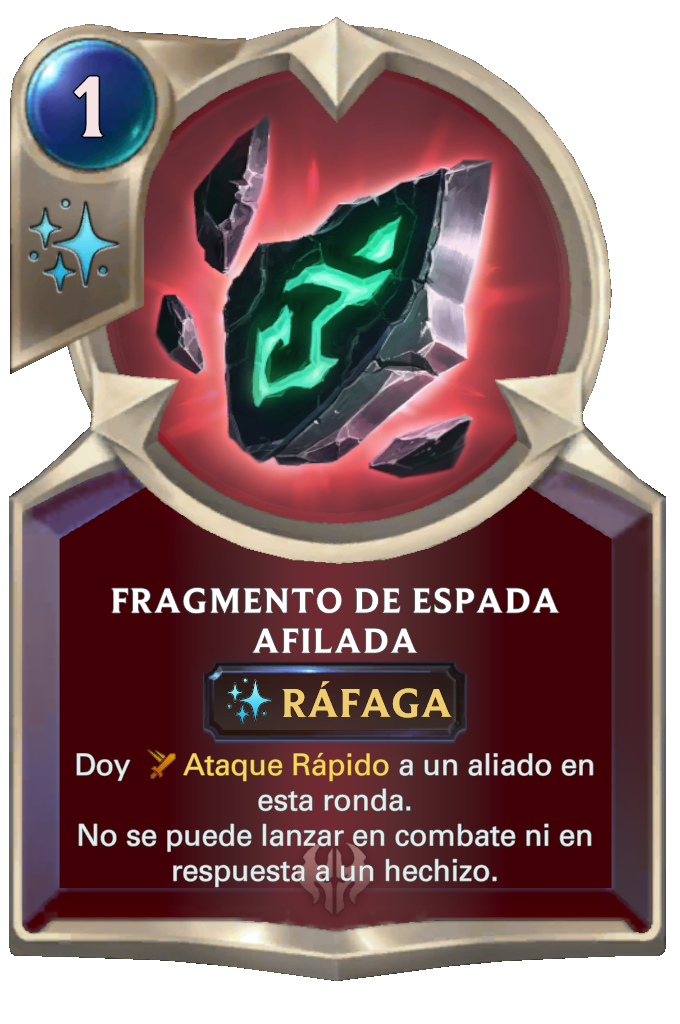 1
FRAGMENTO DE ESPADA
AFILADA
RÁFAGA
Doy Ataque Rápido a un aliado en
esta ronda.
No se puede lanzar en combate ni en
respuesta a un hechizo.